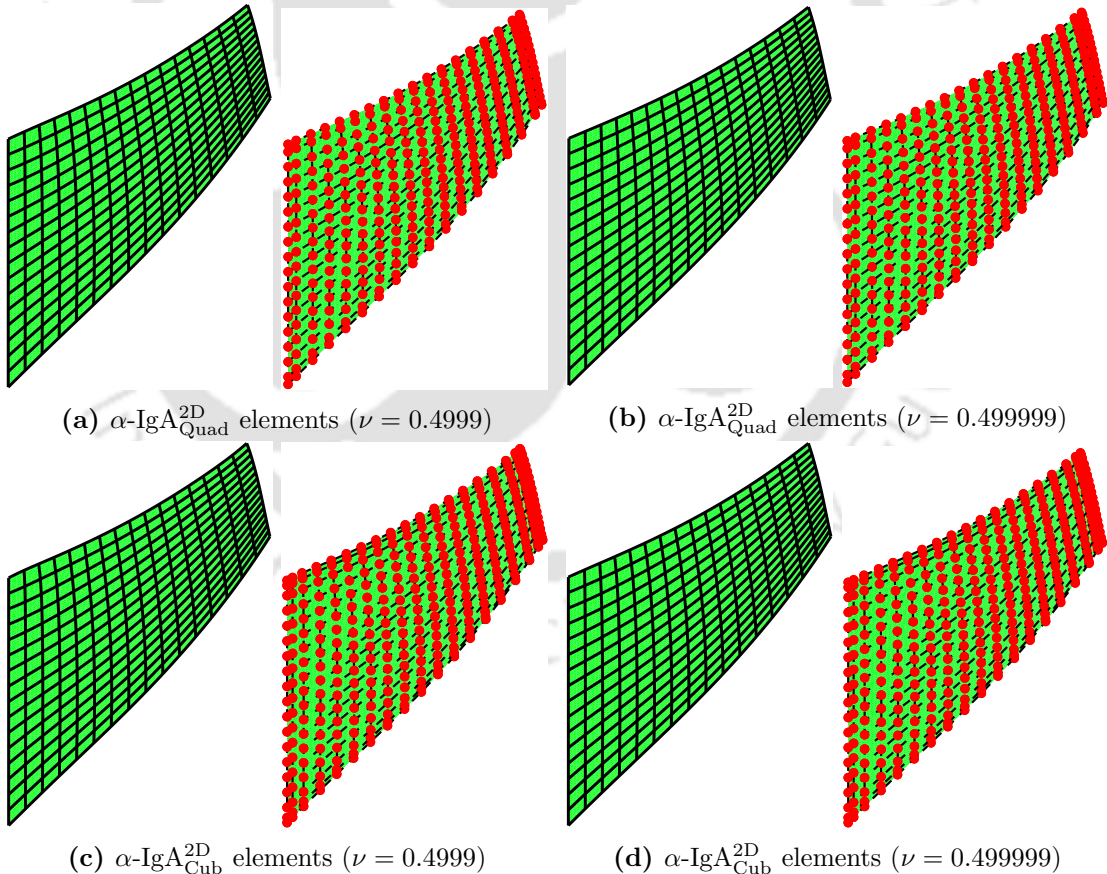 (a) α-IgA$^{\text{2D}}_{\text{Quad}}$ elements (ν = 0.4999)
(b) α-IgA$^{\text{2D}}_{\text{Quad}}$ elements (ν = 0.499999)
(c) α-IgA$^{\text{2D}}_{\text{Cub}}$ elements (ν = 0.4999)
(d) α-IgA$^{\text{2D}}_{\text{Cub}}$ elements (ν = 0.499999)